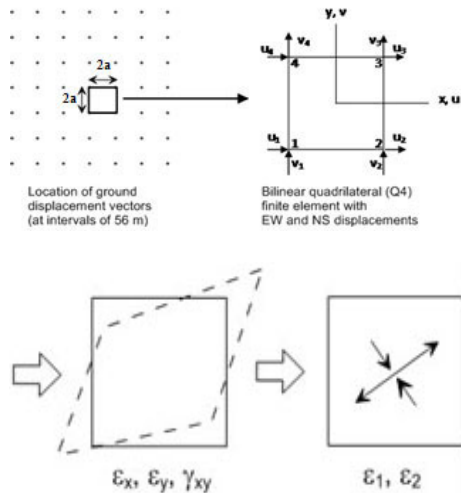 2a
2a
y, v
v4
v3
u4
u3
4
3
x, u
u1
u2
1
2
v1
v2
Location of ground
displacement vectors
(at intervals of 56 m)
Bilinear quadrilateral (Q4)
finite element with
EW and NS displacements
εx, εy, γxy
ε1, ε2